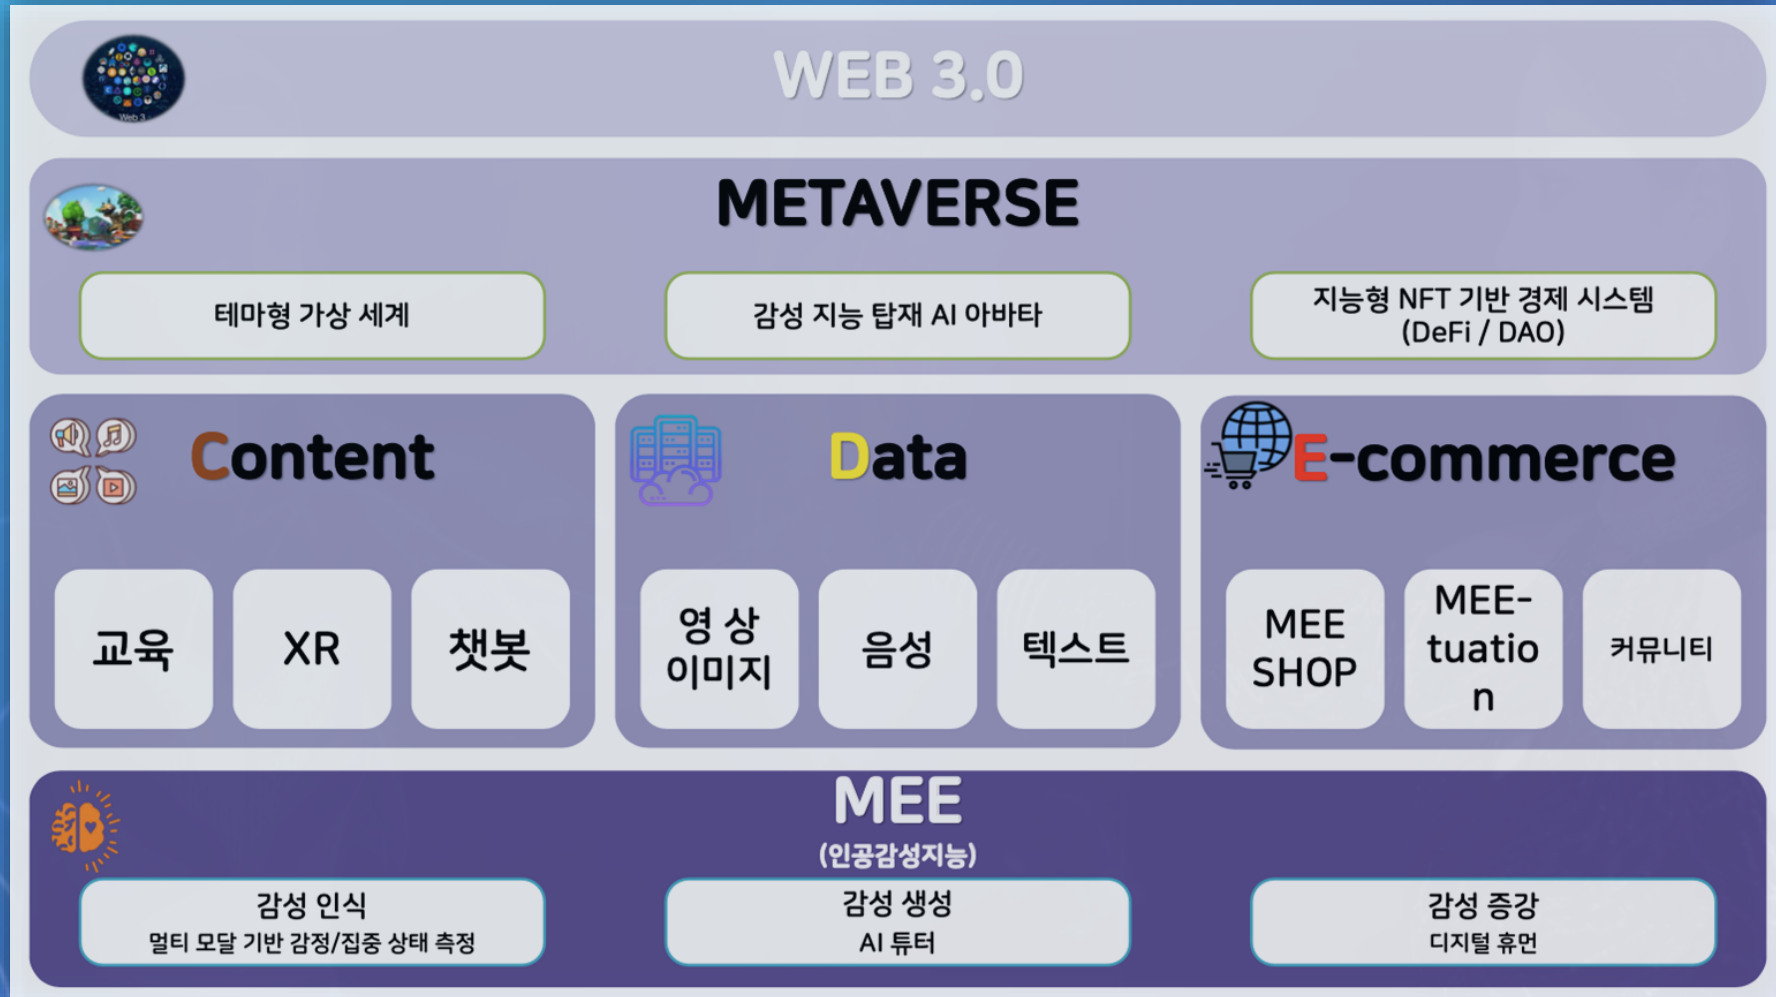 WEB 3.0
Web 3
METAVERSE
테마형 가상 세계
감성 지능 탑재 AI 아바타
지능형 NFT 기반 경제 시스템
(DeFi / DAO)
Content
교육
XR
챗봇
Data
영 상
이미지
음성
텍스트
E-commerce
MEE
SHOP
MEE-
tuatio
n
커뮤니티
MEE
(인공감성지능)
감성 인식
멀티 모달 기반 감정/집중 상태 측정
감성 생성
AI 튜터
감성 증강
디지털 휴먼